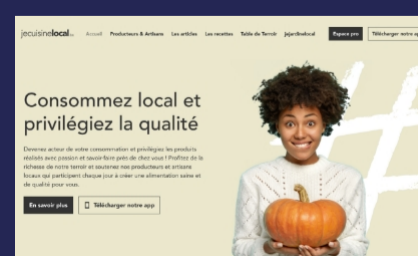 jecuisinelocal
Accueil Producteurs & Artisans Les articles Les recettes Table de Terroir Jejardinelocal Espace pro Télécharger notre
Consommez local et
privilégiez la qualité
Devenez acteur de votre consommation et privilégiez les produits
réalisés avec passion et savoir-faire près de chez vous ! Profitez de la
richesse de notre terroir et soutenez nos producteurs et artisans
locaux qui participent chaque jour à créer une alimentation saine et
de qualité pour vous.
En savoir plus Télécharger notre app